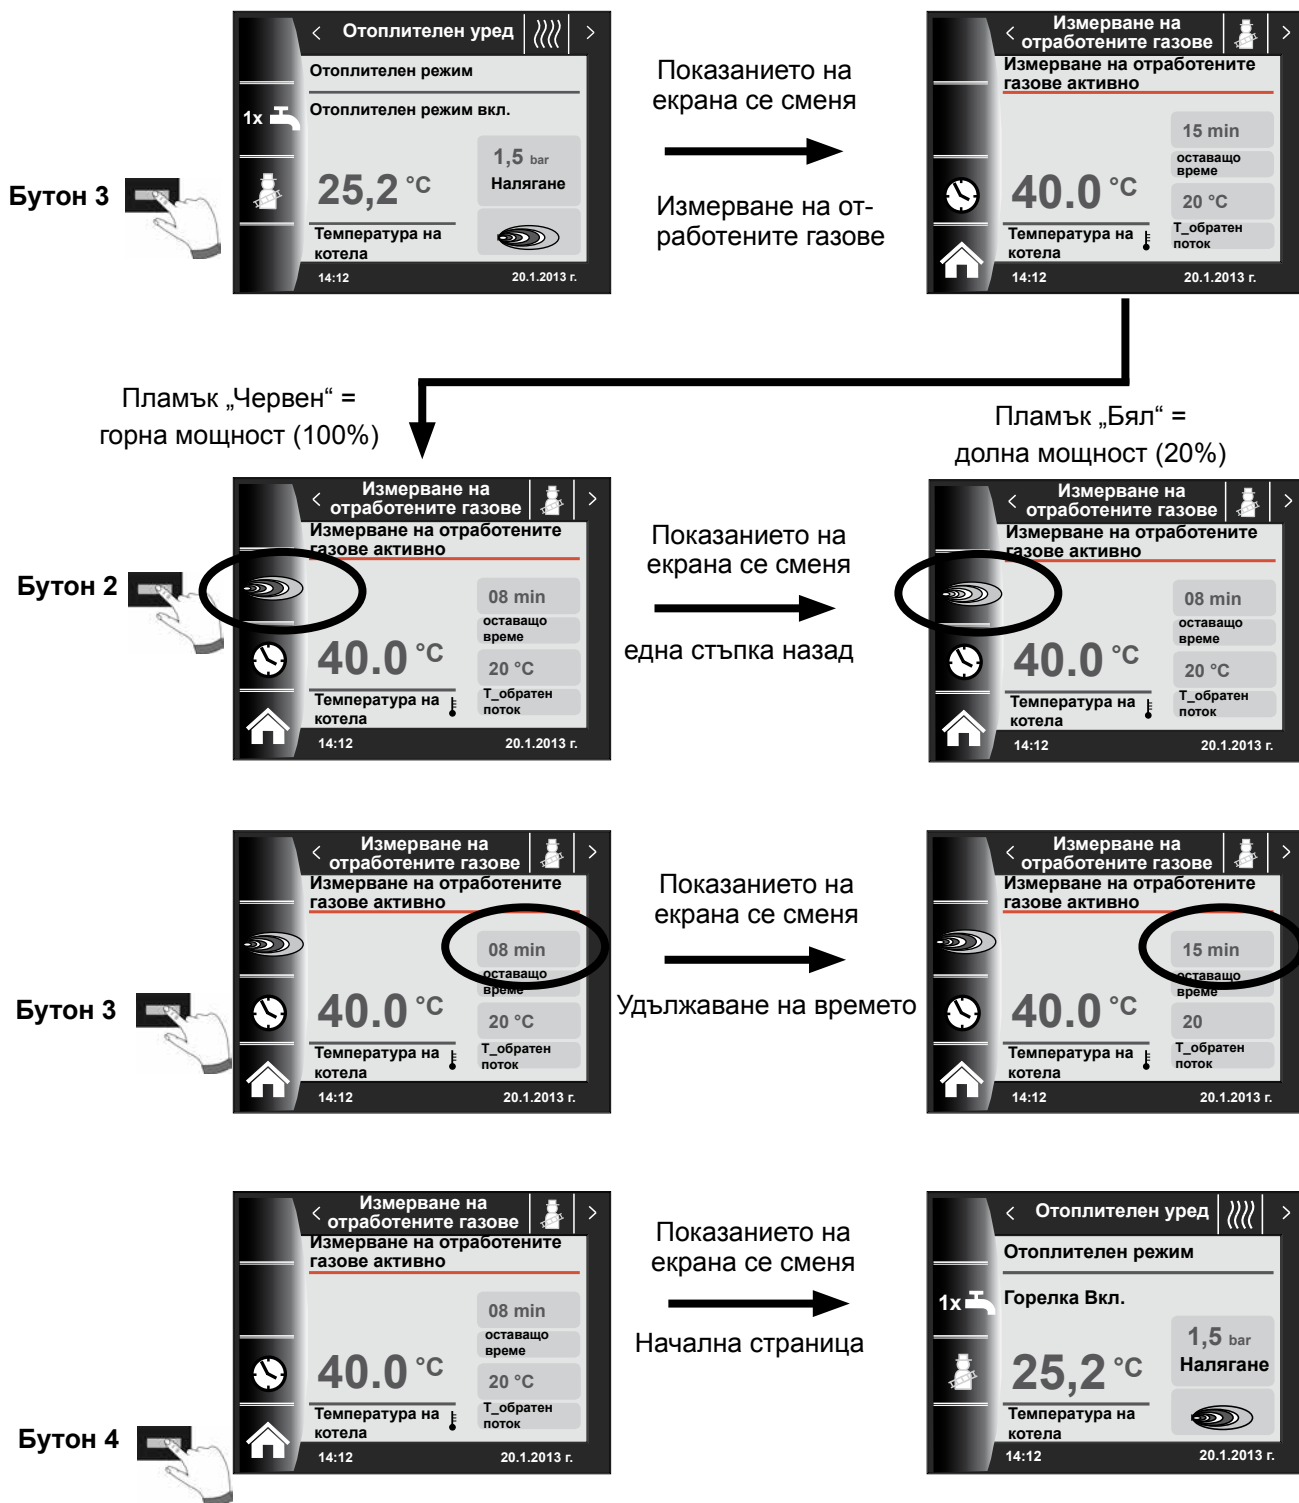 Отоплителен уред
Отоплителен режим
Отоплителен режим вкл.
1x
1,5 bar
Налягане
25,2 °C
Температура на
котела
14:12
20.1.2013 г.
Бутон 3
Показанието на
екрана се сменя
Измерване на от-
работените газове
Измерване на
отработените газове
Измерване на отработените
газове активно
15 min
оставащо
време
40.0 °C
20 °C
Температура на
котела
Т_обратен
поток
14:12
20.1.2013 г.
Пламък „Червен“ =
горна мощност (100%)
Пламък „Бял“ =
долна мощност (20%)
Бутон 2
Измерване на
отработените газове
Измерване на отработените
газове активно
08 min
оставащо
време
40.0 °C
20 °C
Температура на
котела
Т_обратен
поток
14:12
20.1.2013 г.
Показанието на
екрана се сменя
една стъпка назад
Измерване на
отработените газове
Измерване на отработените
газове активно
08 min
оставащо
време
40.0 °C
20 °C
Температура на
котела
Т_обратен
поток
14:12
20.1.2013 г.
Бутон 3
Измерване на
отработените газове
Измерване на отработените
газове активно
08 min
оставащо
време
40.0 °C
20 °C
Температура на
котела
Т_обратен
поток
14:12
20.1.2013 г.
Показанието на
екрана се сменя
Удължаване на времето
Измерване на
отработените газове
Измерване на отработените
газове активно
15 min
оставащо
време
40.0 °C
20
Температура на
котела
Т_обратен
поток
14:12
20.1.2013 г.
Бутон 4
Измерване на
отработените газове
Измерване на отработените
газове активно
08 min
оставащо
време
40.0 °C
20 °C
Температура на
котела
Т_обратен
поток
14:12
20.1.2013 г.
Показанието на
екрана се сменя
Начална страница
Отоплителен уред
Отоплителен режим
Горелка Вкл.
1x
1,5 bar
Налягане
25,2 °C
Температура на
котела
14:12
20.1.2013 г.